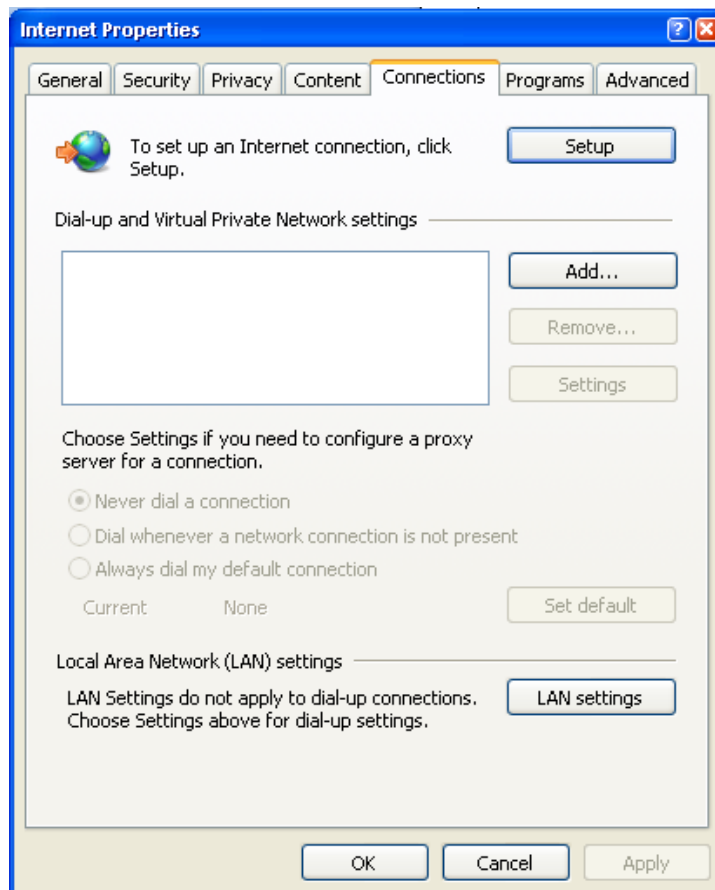 Internet Properties
General Security Privacy Content Connections Programs Advanced
To set up an Internet connection, click
Setup.
Setup
Dial-up and Virtual Private Network settings
Add...
Remove...
Settings
Choose Settings if you need to configure a proxy
server for a connection.
Never dial a connection
Dial whenever a network connection is not present
Always dial my default connection
Current None
Set default
Local Area Network (LAN) settings
LAN Settings do not apply to dial-up connections.
Choose Settings above for dial-up settings.
LAN settings
OK Cancel Apply